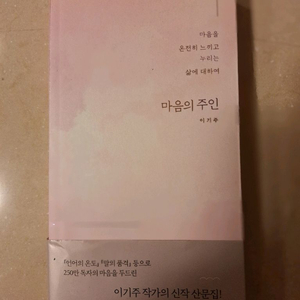 마음을
온전히 느끼고
누리는
삶에 대하여
마음의 주인
이기주
『언어의 온도』『말의 품격』 등으로
250만 독자의 마음을 두드린
이기주 작가의 신작 산문집!